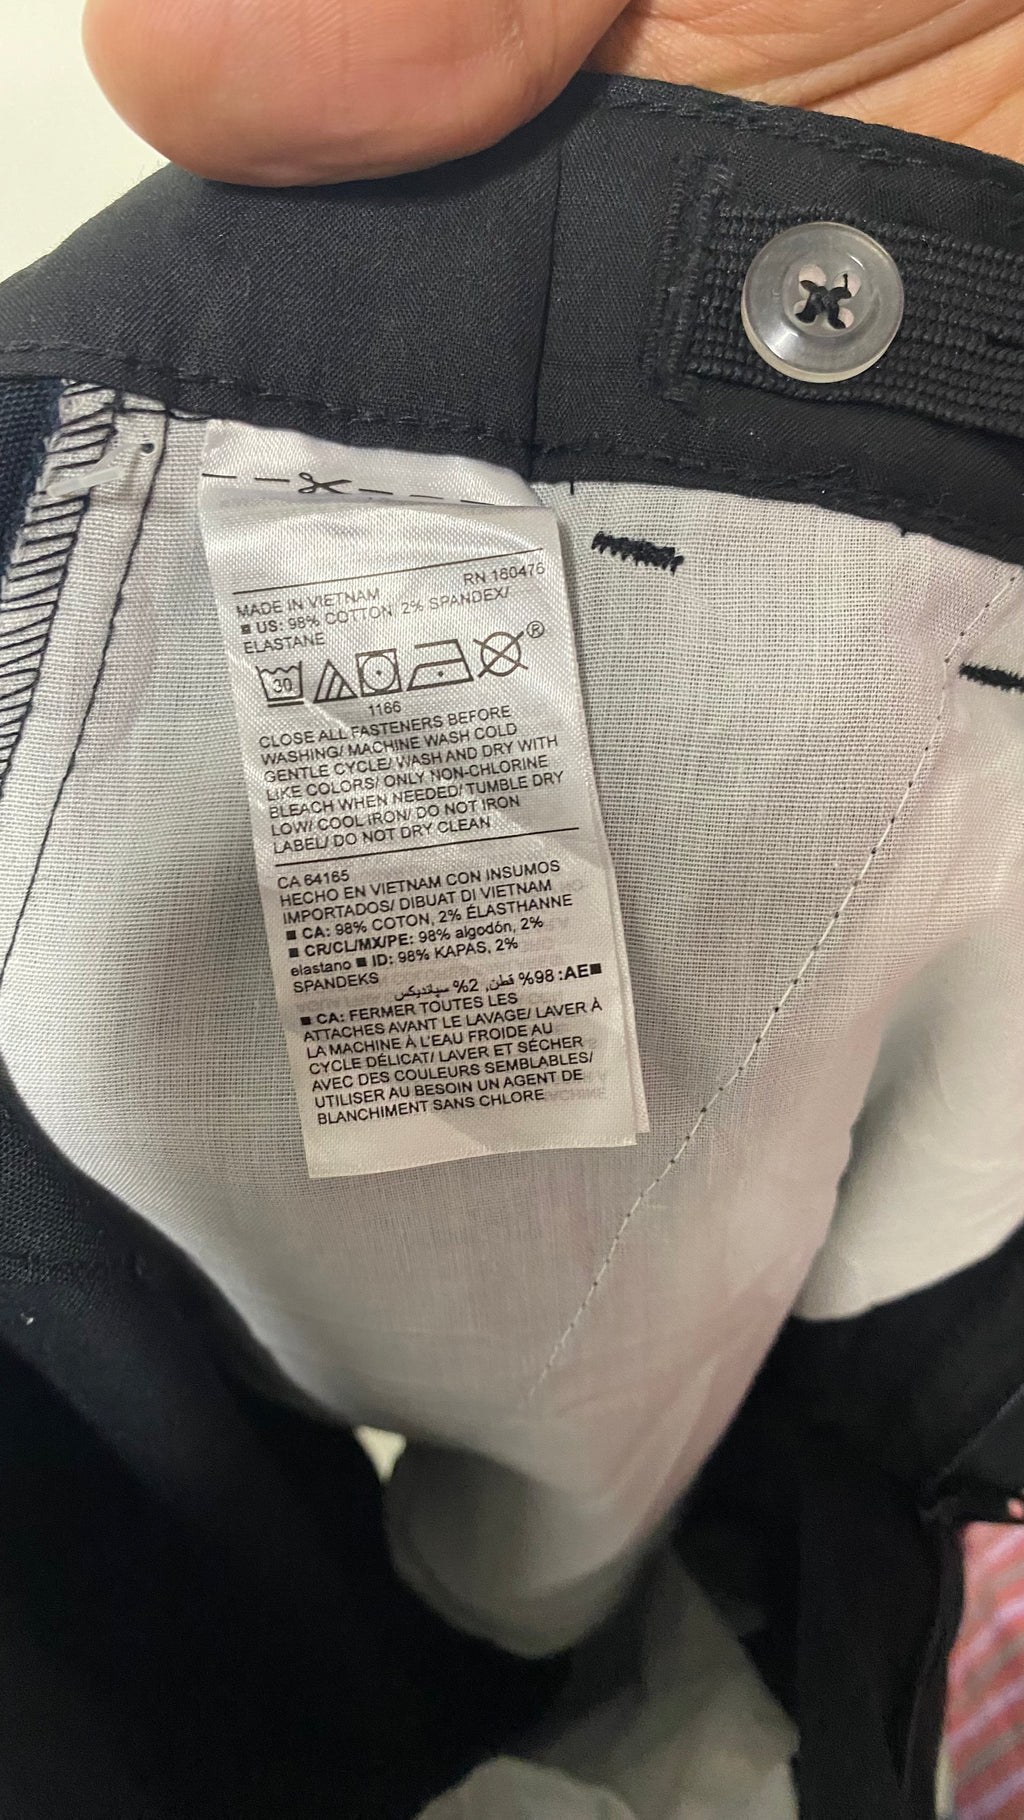 RN 160476
MADE IN VIETNAM
■ US: 98% COTTON, 2% SPANDEX/
ELASTANE
30
®
1166
CLOSE ALL FASTENERS BEFORE
WASHING/ MACHINE WASH COLD
GENTLE CYCLE/ WASH AND DRY WITH
LIKE COLORS/ ONLY NON-CHLORINE
BLEACH WHEN NEEDED/ TUMBLE DRY
LOW/ COOL IRON/ DO NOT IRON
LABEL/ DO NOT DRY CLEAN
CA 64165
HECHO EN VIETNAM CON INSUMOS
IMPORTADOS/ DIBUAT DI VIETNAM
■ CA: 98% COTON, 2% ÉLASTHANNE
■ CR/CL/MX/PE: 98% algodón, 2%
elastano ■ ID: 98% KAPAS, 2%
SPANDEKS
■AE: 98% قطن, 2% سباندیکس
■ CA: FERMER TOUTES LES
ATTACHES AVANT LE LAVAGE/ LAVER À
LA MACHINE À L'EAU FROIDE AU
CYCLE DÉLICAT/ LAVER ET SÉCHER
AVEC DES COULEURS SEMBLABLES/
UTILISER AU BESOIN UN AGENT DE
BLANCHIMENT SANS CHLORE